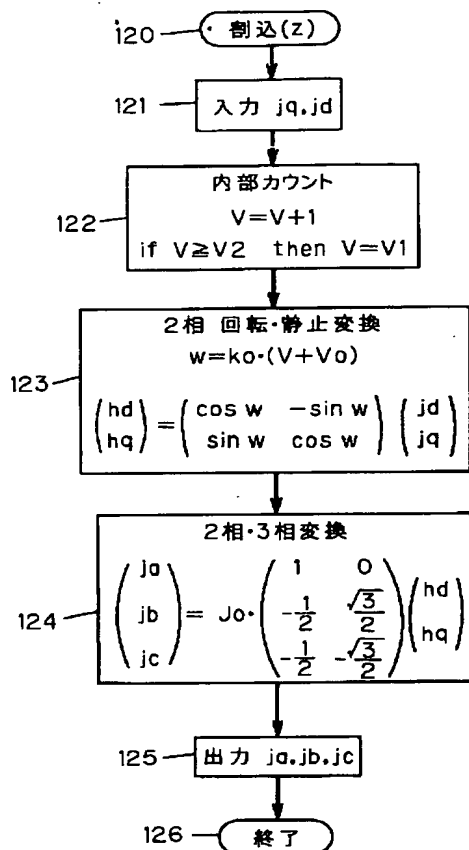 120 割込(Z)
121 入力 jq.jd
内部カウント
122 V=V+1
if V≧V2 then V=V1
2相 回転・静止変換
w=ko・(V+Vo)
123
(hd hq) = (cos w -sin w sin w cos w) (jd jq)
2相・3相変換
124
(ja jb jc) = Jo・(1 0 -1/2 √3/2 -1/2 -√3/2) (hd hq)
125 出力 ja.jb.jc
126 終了